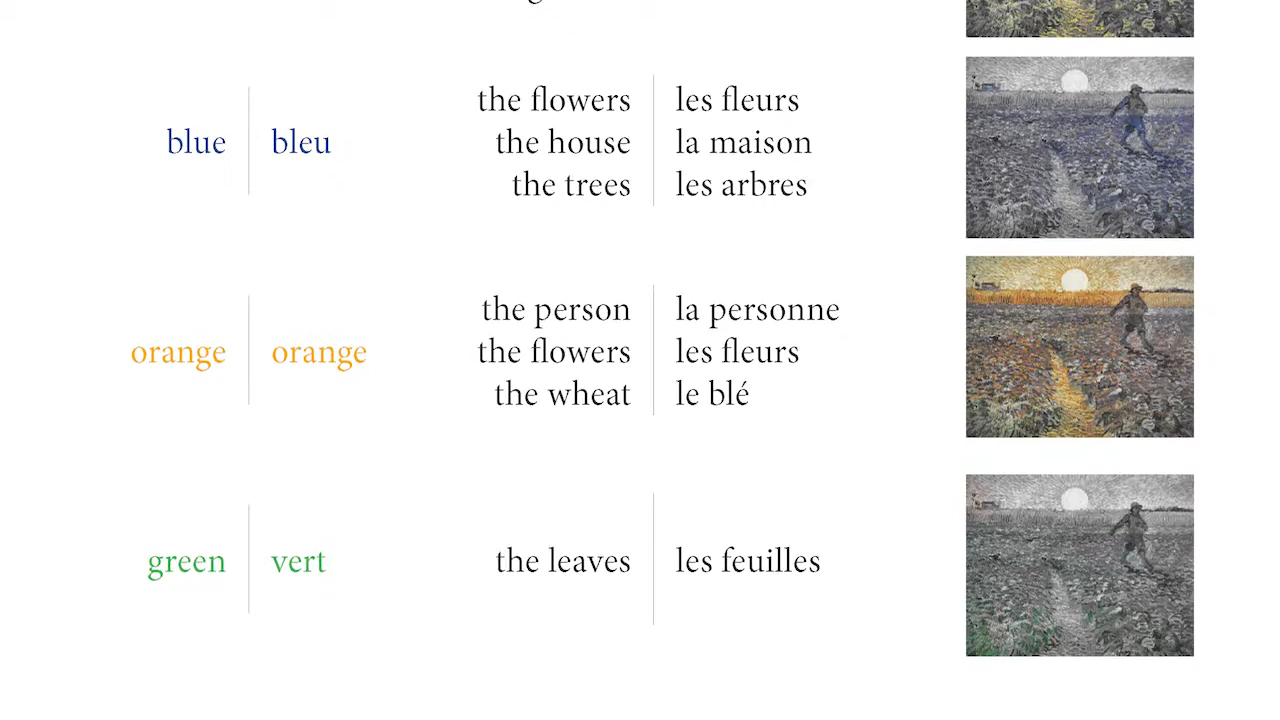 blue bleu
the flowers les fleurs
the house la maison
the trees les arbres
orange orange
the person la personne
the flowers les fleurs
the wheat le blé
green vert
the leaves les feuilles